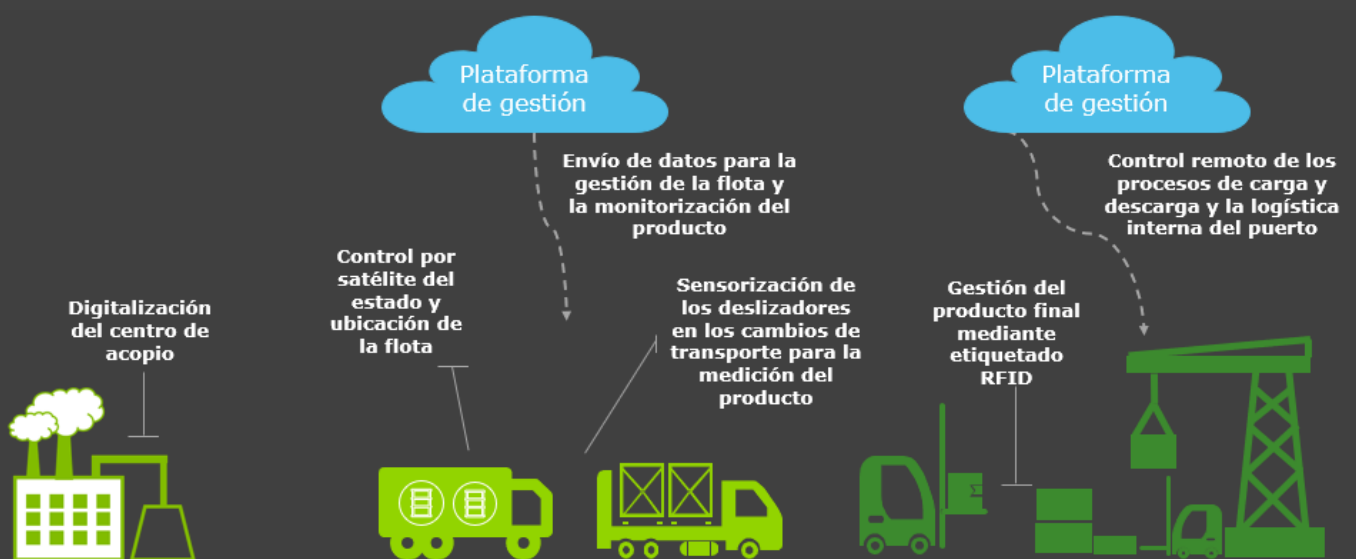 Plataforma
de gestión
Plataforma
de gestión
Envío de datos para la
gestión de la flota y
la monitorización del
producto
Control remoto de los
procesos de carga y
descarga y la logística
interna del puerto
Control por
satélite del
estado y
ubicación de
la flota
Sensorización de
los deslizadores
en los cambios de
transporte para la
medición del
producto
Gestión del
producto final
mediante
etiquetado
RFID
Digitalización
del centro de
acopio